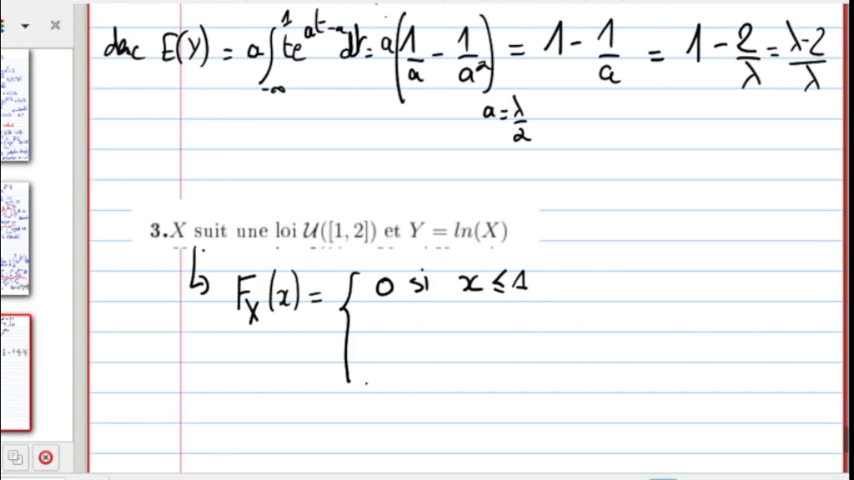 donc E(Y) = a ∫_{-∞}^{1} t e^{at-a} dt = a(1/a - 1/a²) = 1 - 1/a = 1 - 2/λ = λ-2/λ
a = λ/2
3.X suit une loi U([1, 2]) et Y = ln(X)
↳ F_X(x) = { 0 si x ≤ 1